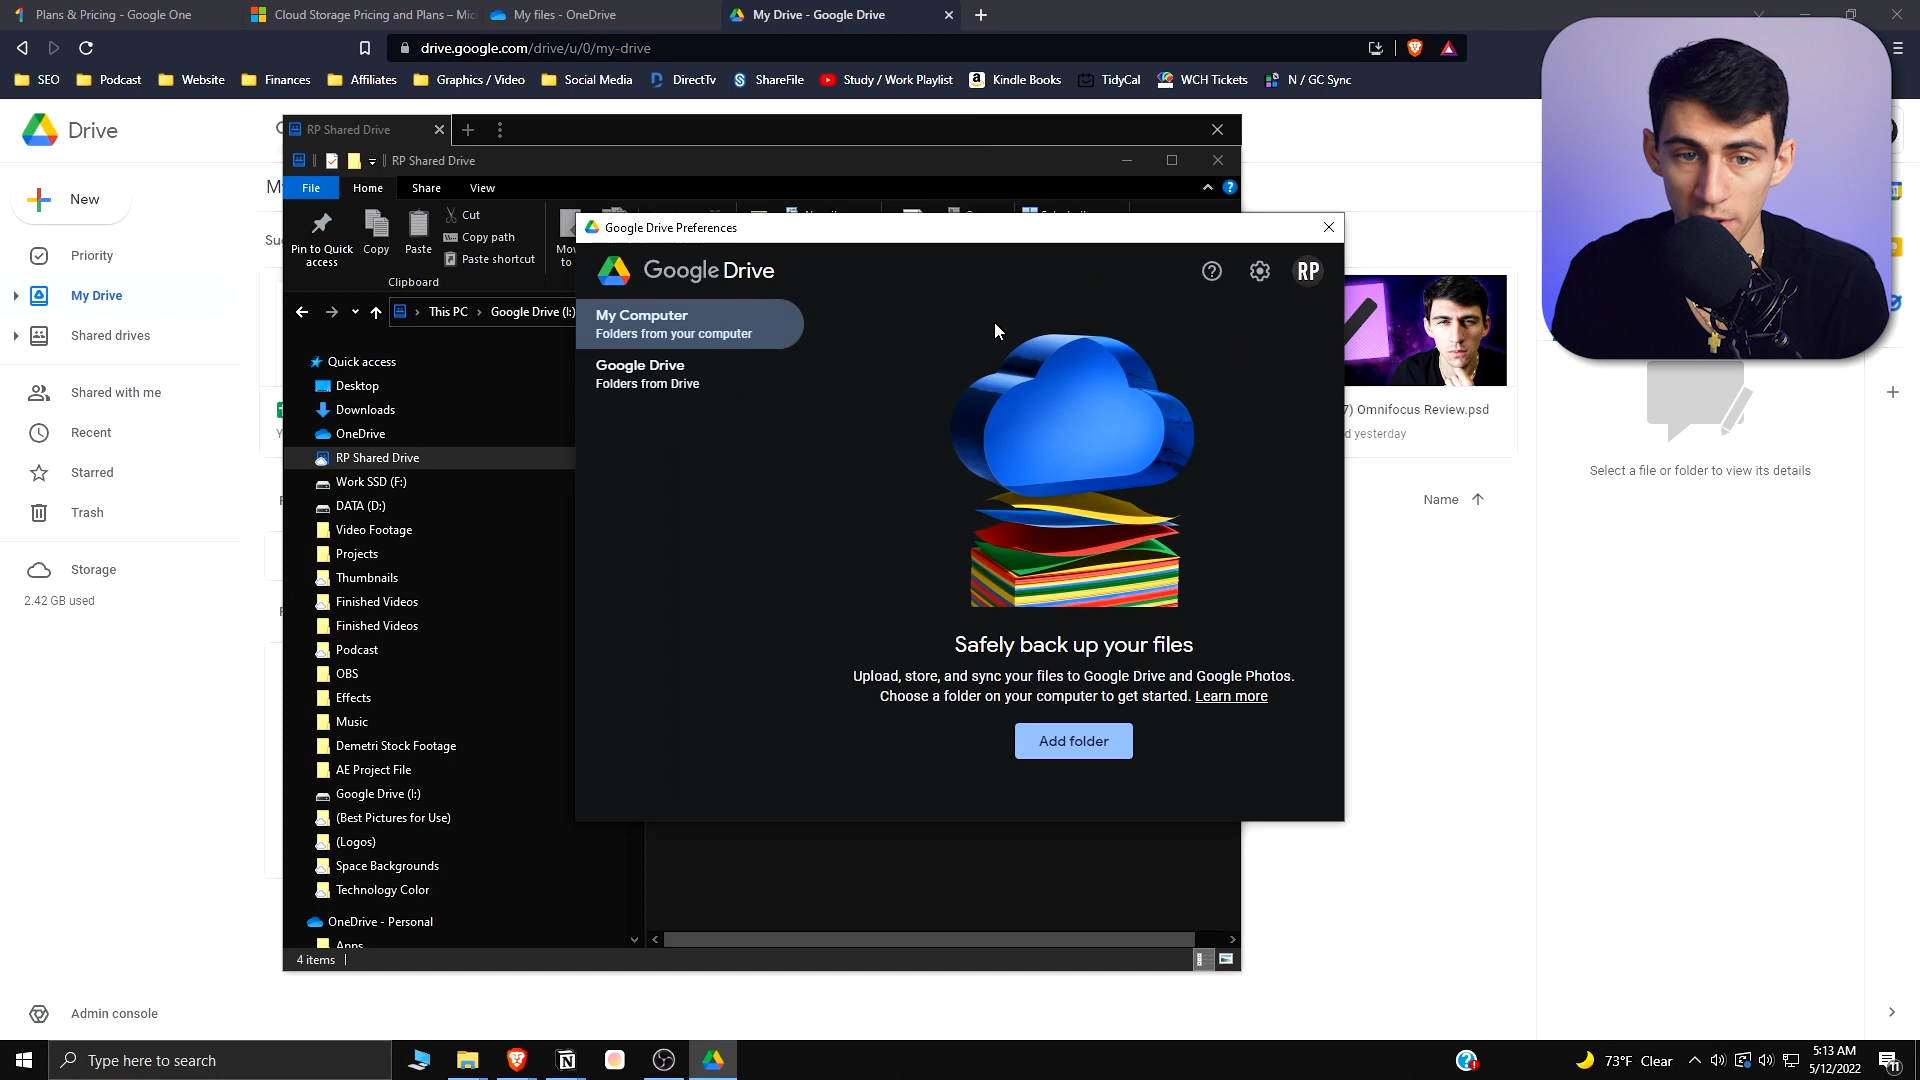 Plans & Pricing - Google One
Cloud Storage Pricing and Plans – Mic
My files - OneDrive
My Drive - Google Drive
drive.google.com/drive/u/0/my-drive
SEO
Podcast
Website
Finances
Affiliates
Graphics / Video
Social Media
DirectTv
ShareFile
Study / Work Playlist
Kindle Books
TidyCal
WCH Tickets
N / GC Sync
Drive
New
Priority
My Drive
Shared drives
Shared with me
Recent
Starred
Trash
Storage
2.42 GB used
Admin console
RP Shared Drive
RP Shared Drive
File
Home
Share
View
Pin to Quick
access
Copy
Paste
Cut
Copy path
Paste shortcut
Clipboard
Mov
to
This PC
Google Drive (I:)
Quick access
Desktop
Downloads
OneDrive
RP Shared Drive
Work SSD (F:)
DATA (D:)
Video Footage
Projects
Thumbnails
Finished Videos
Finished Videos
Podcast
OBS
Effects
Music
Demetri Stock Footage
AE Project File
Google Drive (I:)
(Best Pictures for Use)
(Logos)
Space Backgrounds
Technology Color
OneDrive - Personal
Apps
4 items
Google Drive Preferences
Google Drive
RP
My Computer
Folders from your computer
Google Drive
Folders from Drive
Safely back up your files
Upload, store, and sync your files to Google Drive and Google Photos.
Choose a folder on your computer to get started. Learn more
Add folder
7) Omnifocus Review.psd
d yesterday
Name
Select a file or folder to view its details
Type here to search
73°F Clear
5:13 AM
5/12/2022
11